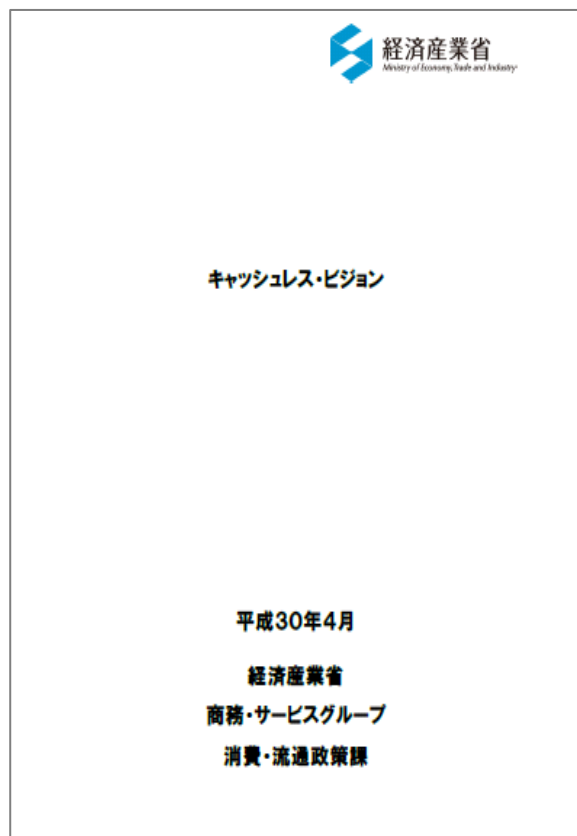 経済産業省
Ministry of Economy, Trade and Industry
キャッシュレス・ビジョン
平成30年4月
経済産業省
商務・サービスグループ
消費・流通政策課